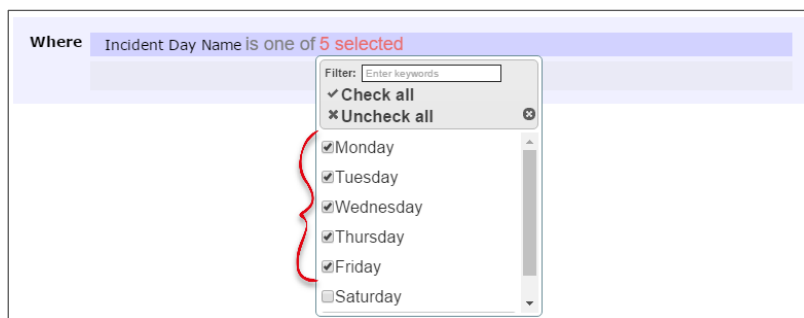 Where Incident Day Name is one of 5 selected
Filter: Enter keywords
Check all
Uncheck all
Monday
Tuesday
Wednesday
Thursday
Friday
Saturday